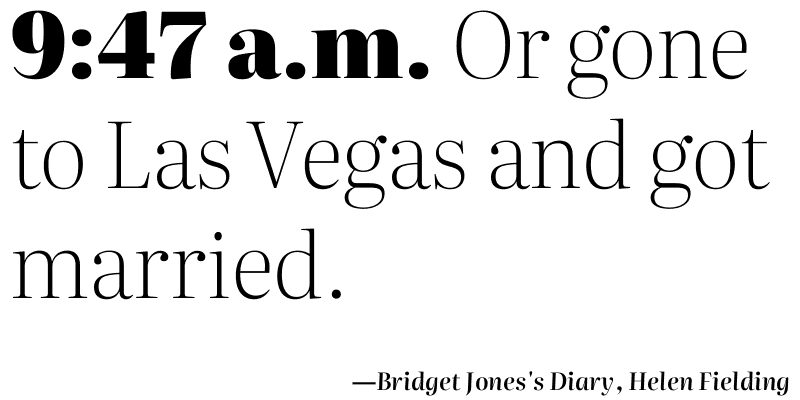 9:47 a.m. Or gone
to Las Vegas and got
married.
—Bridget Jones's Diary, Helen Fielding